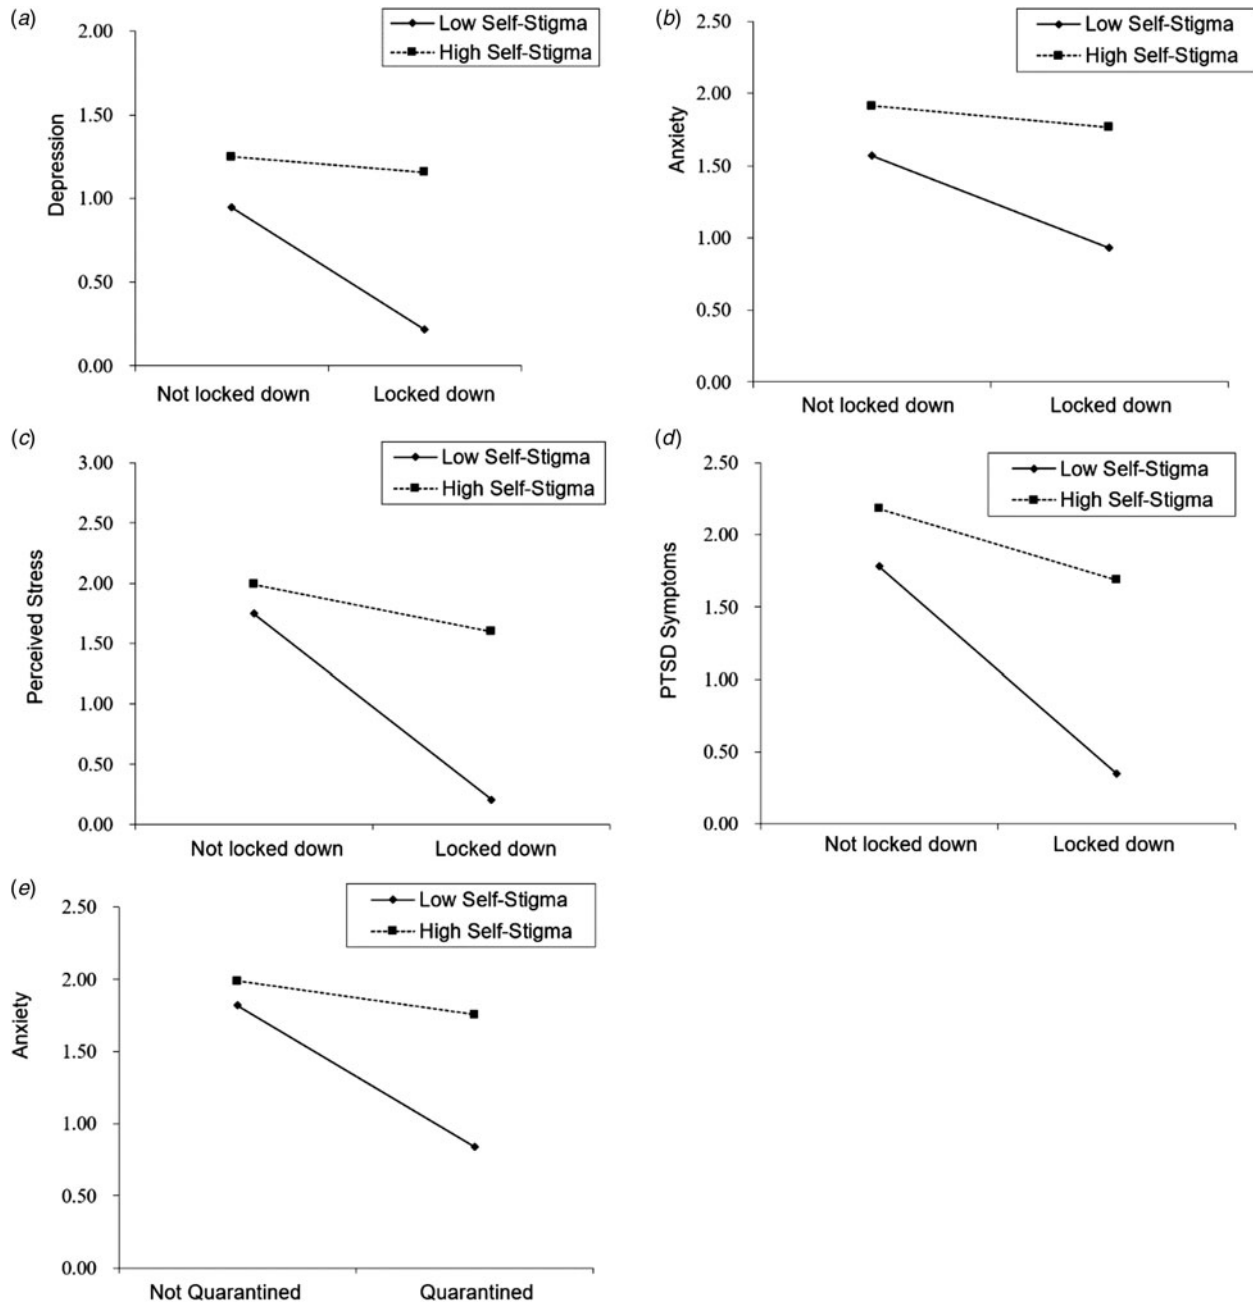 (a)
Low Self-Stigma
High Self-Stigma
2.00
1.50
1.00
0.50
0.00
Depression
Not locked down Locked down
(b)
Low Self-Stigma
High Self-Stigma
2.50
2.00
1.50
1.00
0.50
0.00
Anxiety
Not locked down Locked down
(c)
Low Self-Stigma
High Self-Stigma
3.00
2.50
2.00
1.50
1.00
0.50
0.00
Perceived Stress
Not locked down Locked down
(d)
Low Self-Stigma
High Self-Stigma
2.50
2.00
1.50
1.00
0.50
0.00
PTSD Symptoms
Not locked down Locked down
(e)
Low Self-Stigma
High Self-Stigma
2.50
2.00
1.50
1.00
0.50
0.00
Anxiety
Not Quarantined Quarantined